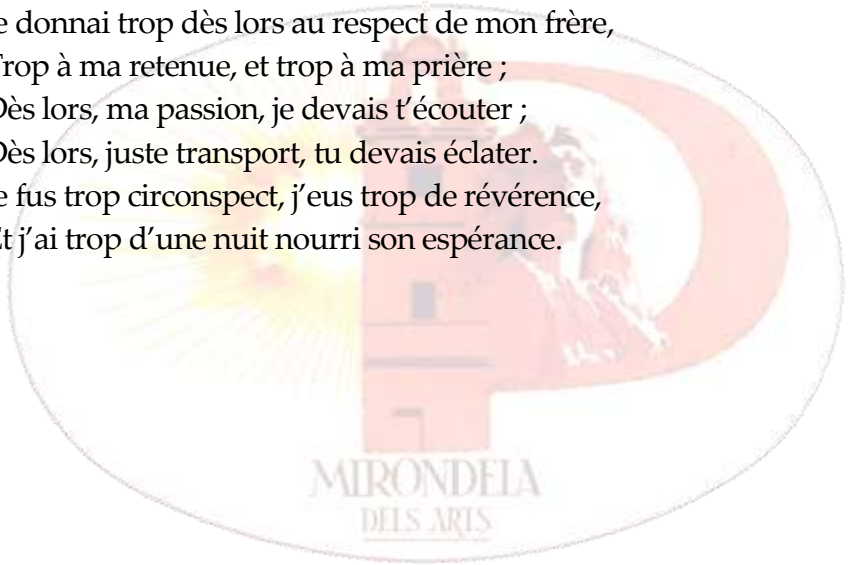 e donnai trop dès lors au respect de mon frère,
Trop à ma retenue, et trop à ma prière ;
Dès lors, ma passion, je devais t'écouter ;
Dès lors, juste transport, tu devais éclater.
e fus trop circonspect, j'eus trop de révérence,
Et j'ai trop d'une nuit nourri son espérance.
MIRONDELA
DELS ARTS